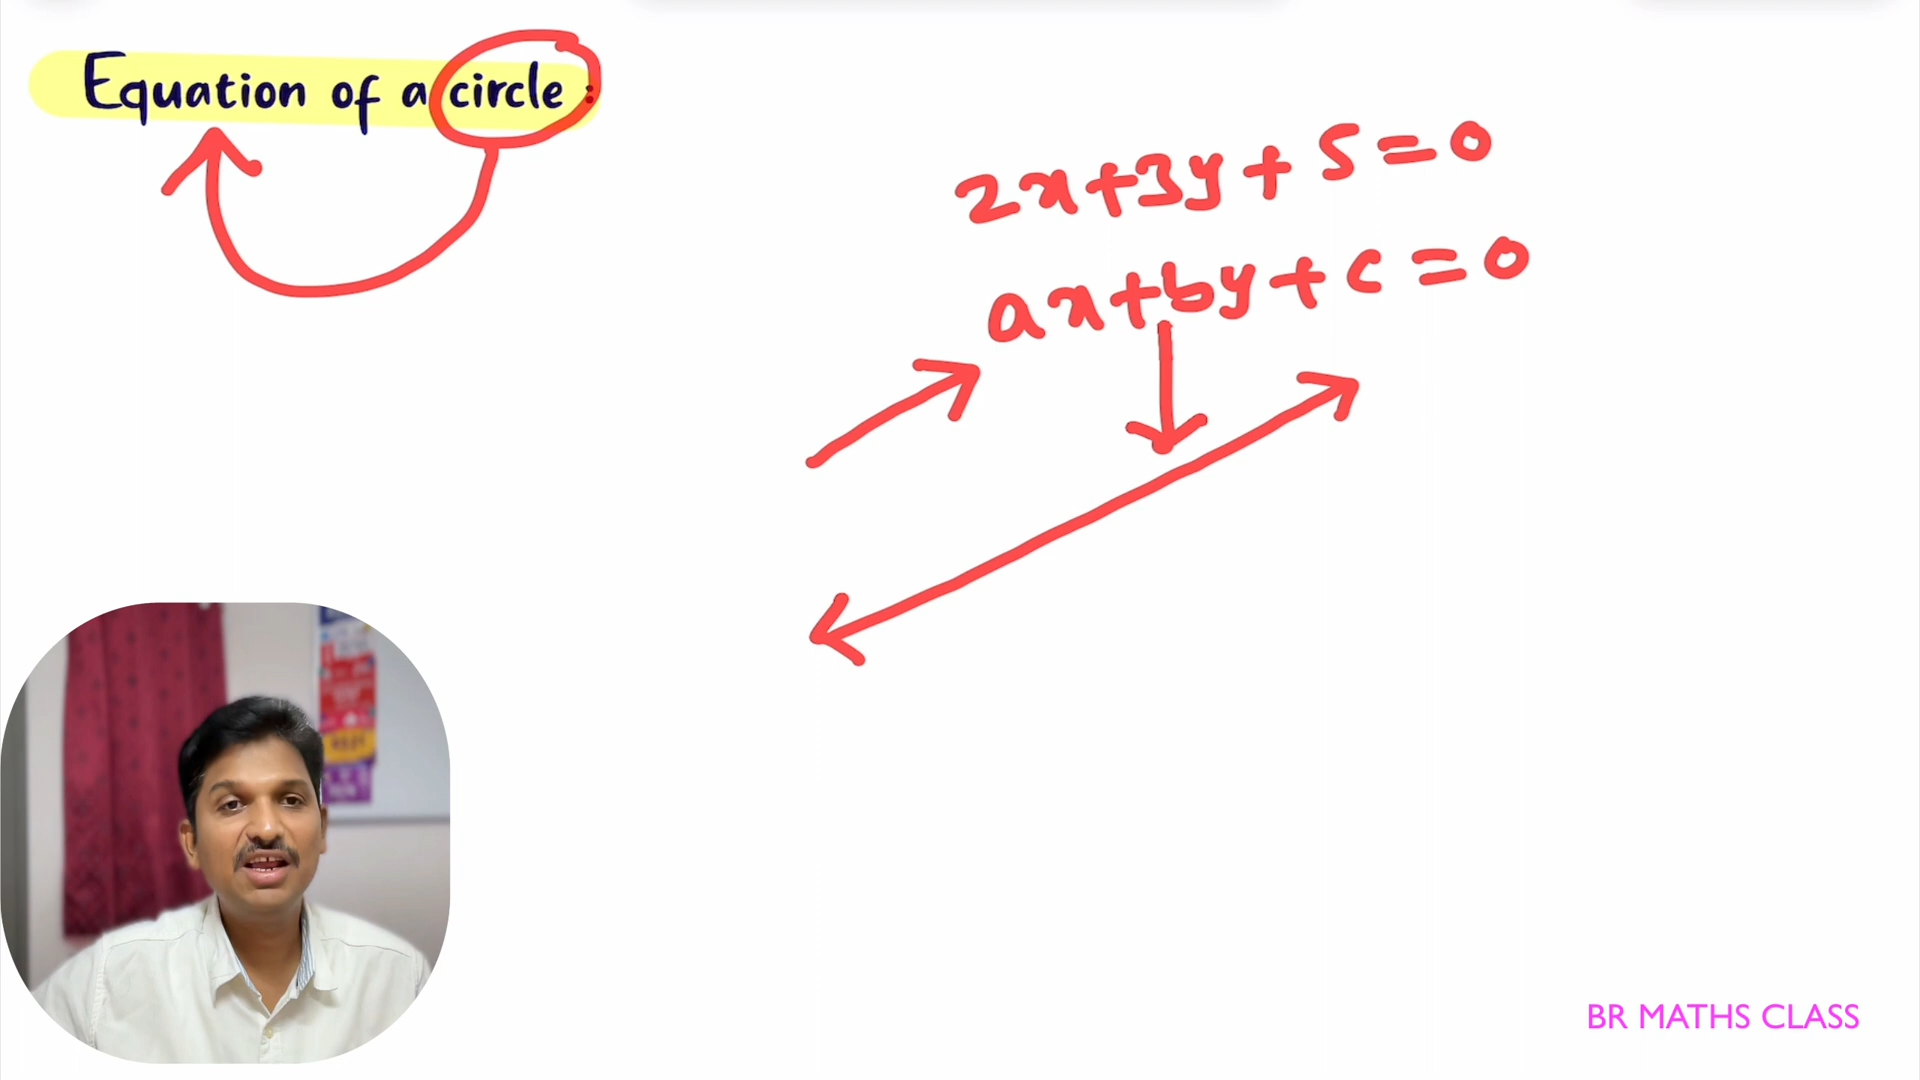 Equation of a circle :
2x+3y+5=0
ax+by+c=0
BR MATHS CLASS